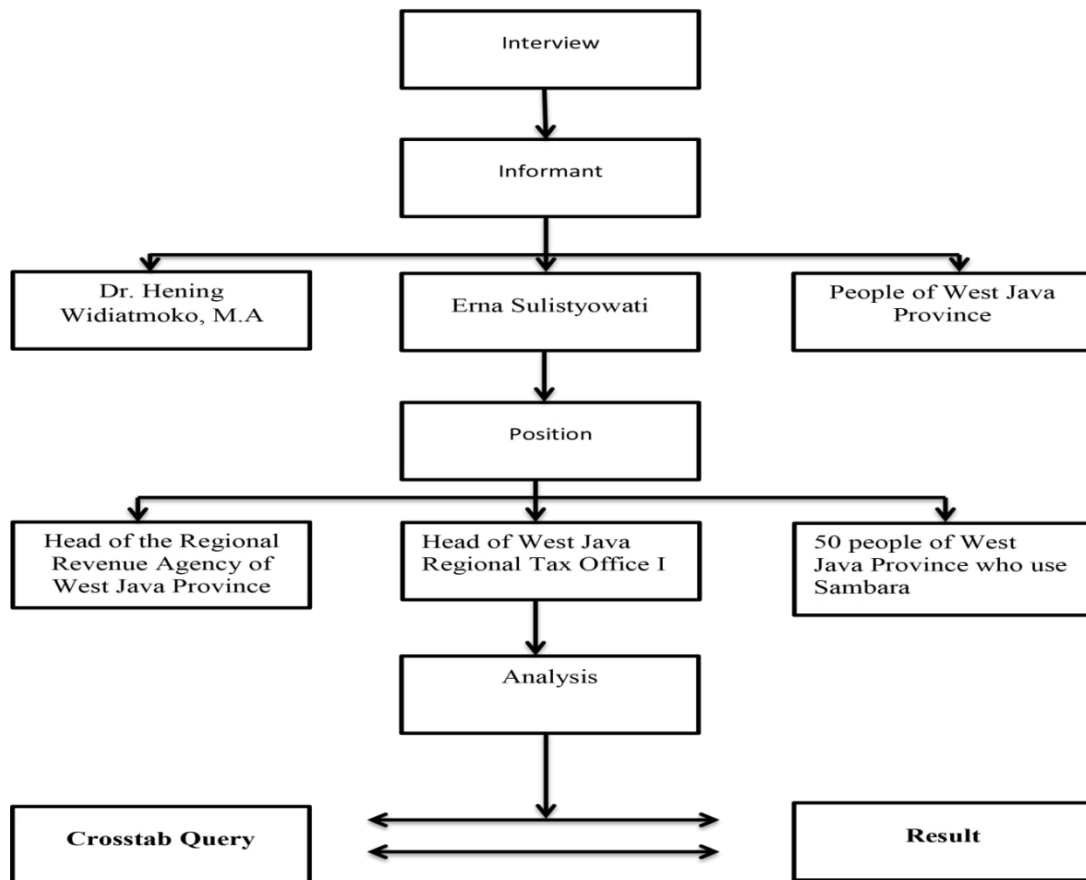 Interview
Informant
Dr. Hening
Widiatmoko, M.A
Erna Sulistyowati
People of West Java
Province
Position
Head of the Regional
Revenue Agency of
West Java Province
Head of West Java
Regional Tax Office I
50 people of West
Java Province who use
Sambara
Analysis
Crosstab Query
Result